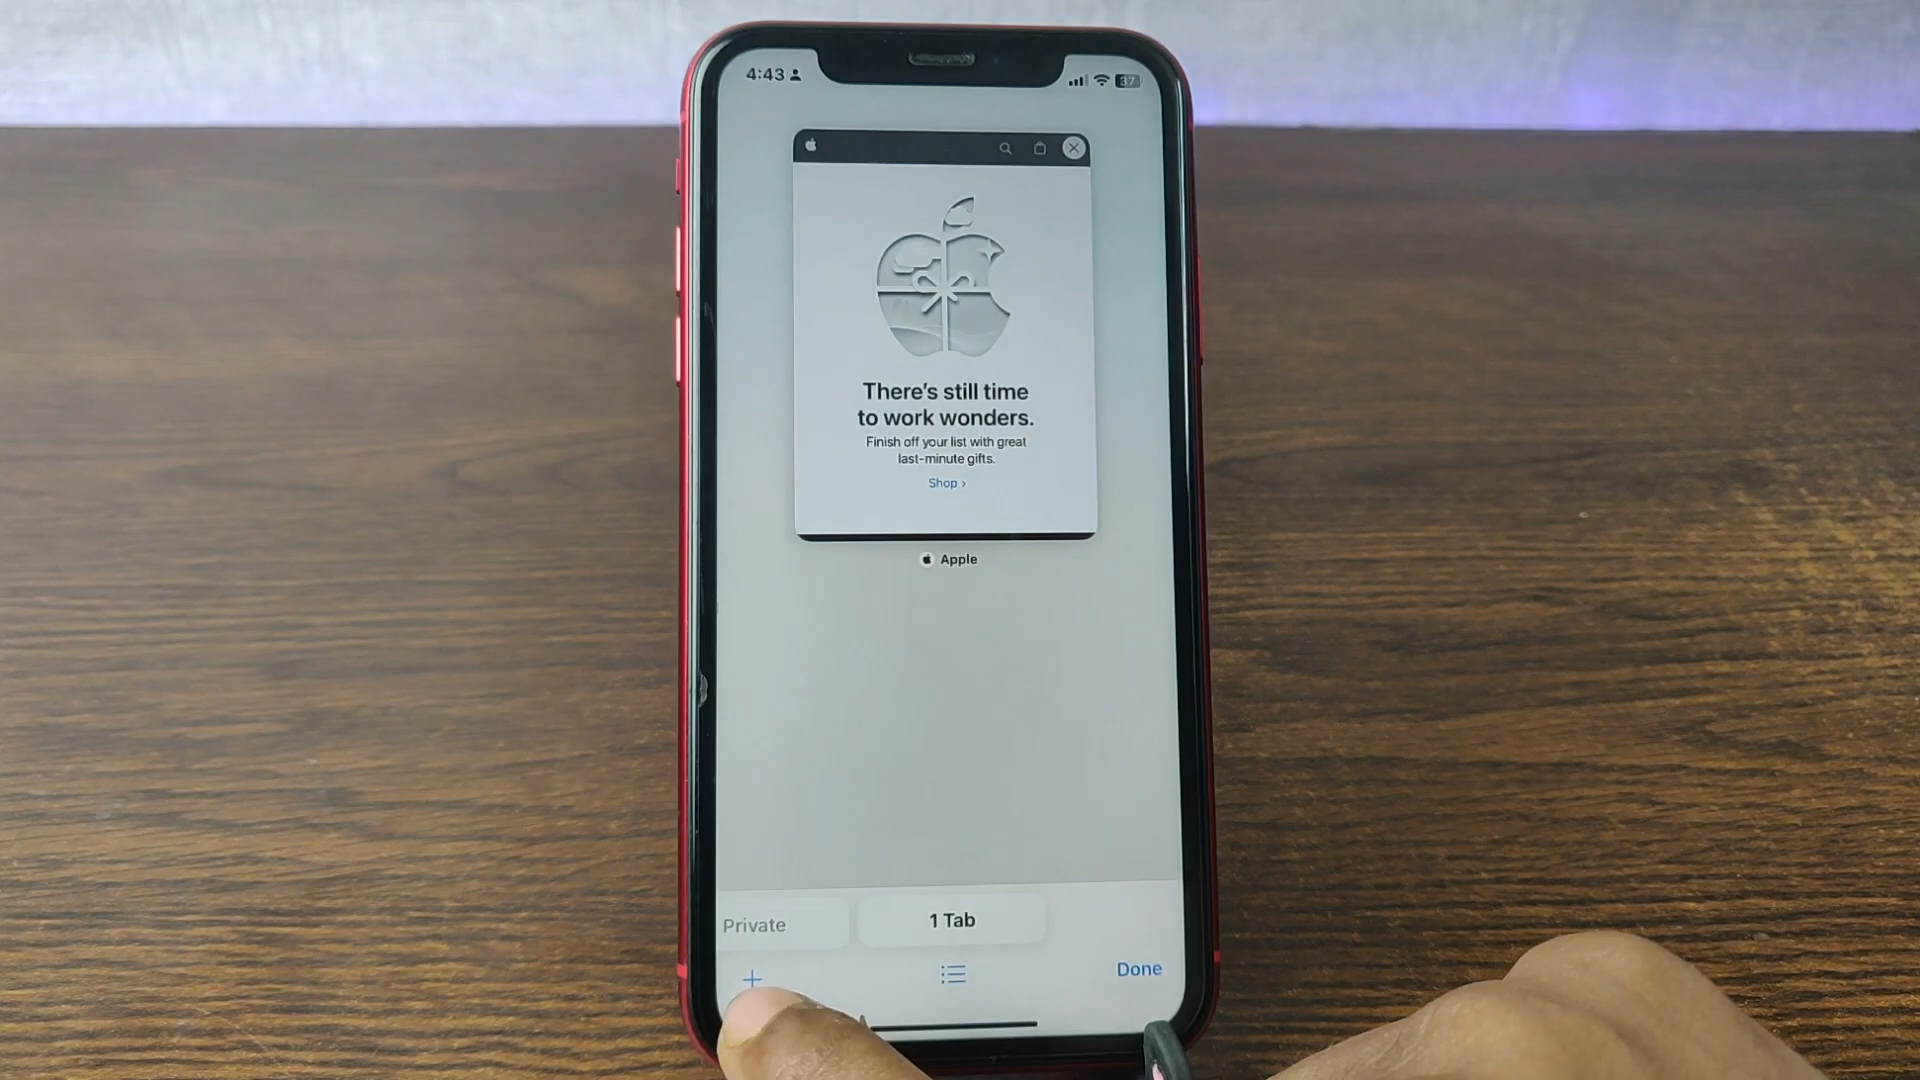 4:43
37
There's still time
to work wonders.
Finish off your list with great
last-minute gifts.
Shop >
Apple
Private
1 Tab
Done